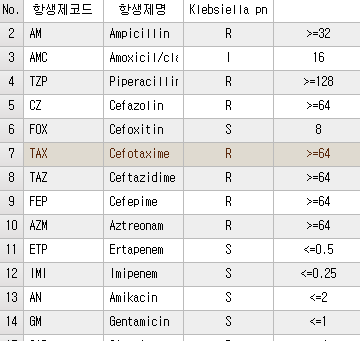 No. 항생제코드 항생제명 Klebsiella pn
2 AM Ampicillin R >=32
3 AMC Amoxicil/cla I 16
4 TZP Piperacillin R >=128
5 CZ Cefazolin R >=64
6 FOX Cefoxitin S 8
7 TAX Cefotaxime R >=64
8 TAZ Ceftazidime R >=64
9 FEP Cefepime R >=64
10 AZM Aztreonam R >=64
11 ETP Ertapenem S <=0.5
12 IMI Imipenem S <=0.25
13 AN Amikacin S <=2
14 GM Gentamicin S <=1